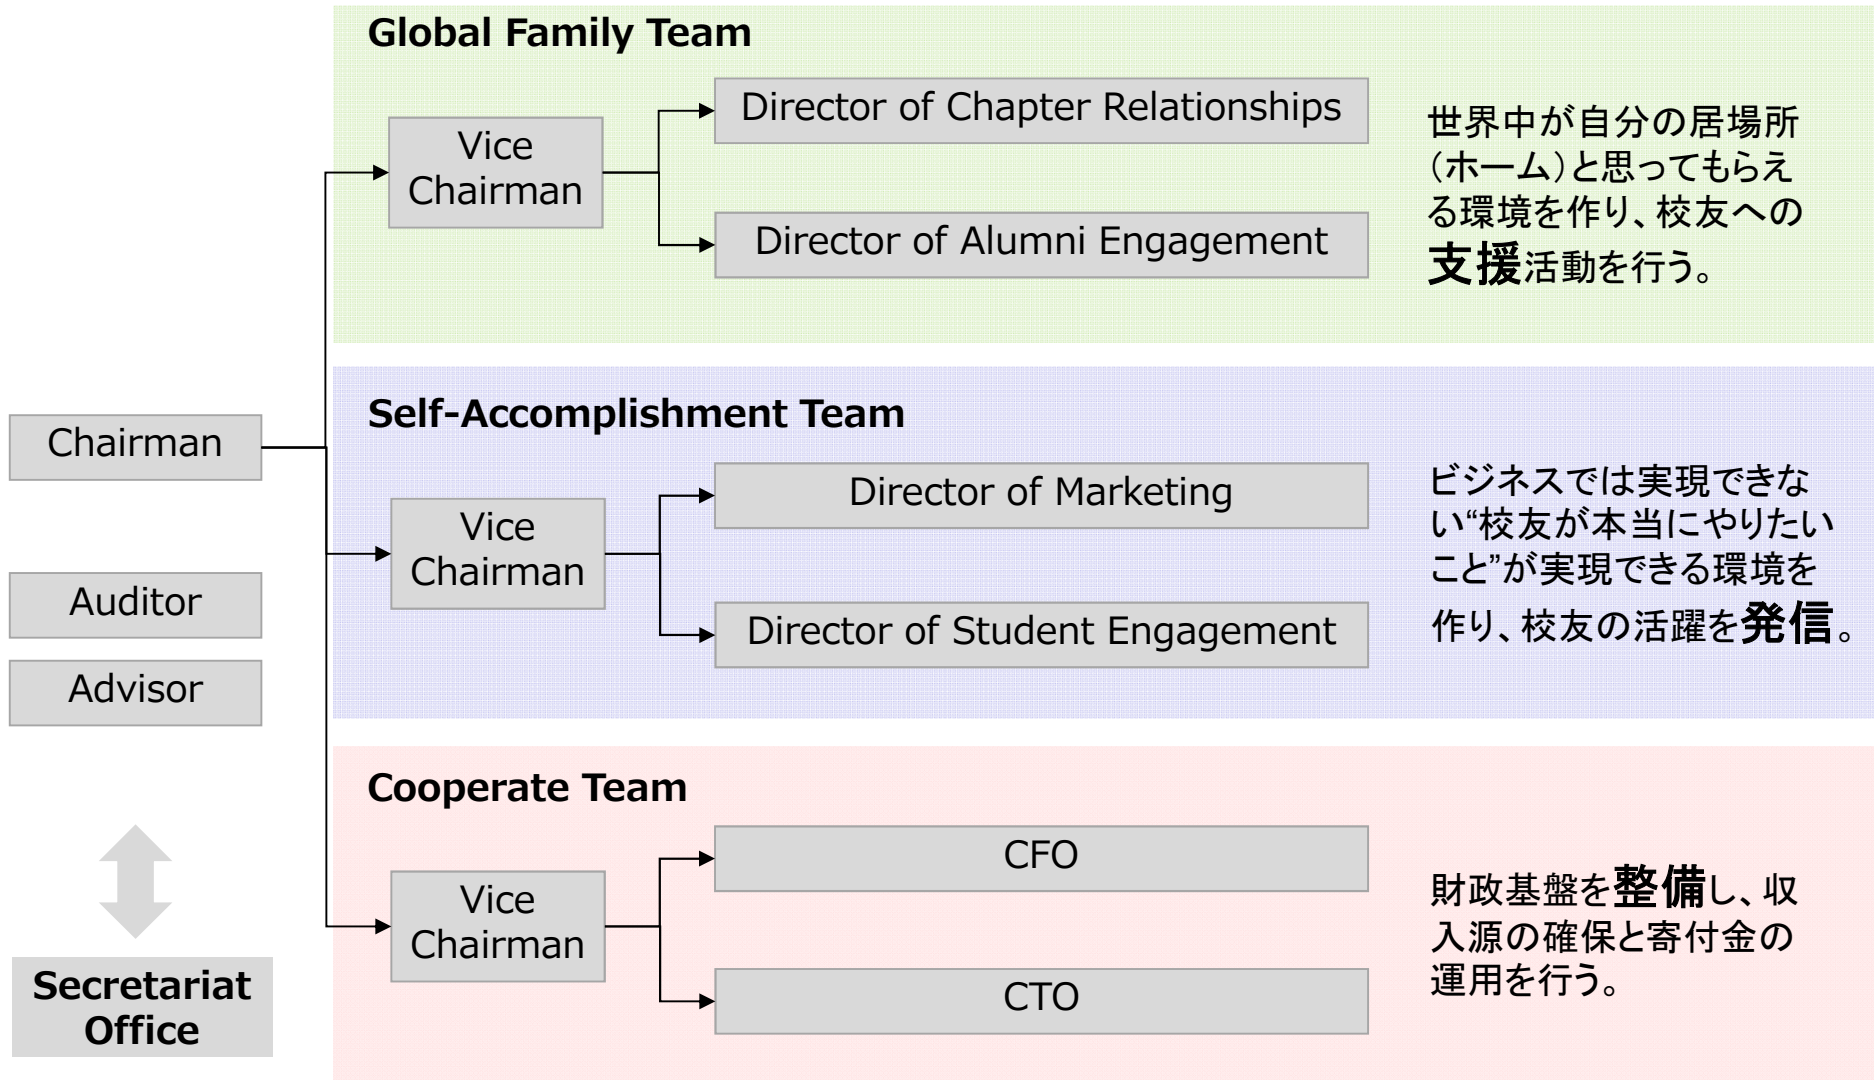 Global Family Team
Director of Chapter Relationships
Vice
Chairman
Director of Alumni Engagement
世界中が自分の居場所
（ホーム）と思ってもらえ
る環境を作り、校友への
支援活動を行う。
Self-Accomplishment Team
Chairman
Director of Marketing
Vice
Chairman
Director of Student Engagement
ビジネスでは実現できな
い“校友が本当にやりたい
こと”が実現できる環境を
作り、校友の活躍を発信。
Auditor
Advisor
Cooperate Team
CFO
Vice
Chairman
CTO
財政基盤を整備し、収
入源の確保と寄付金の
運用を行う。
Secretariat
Office